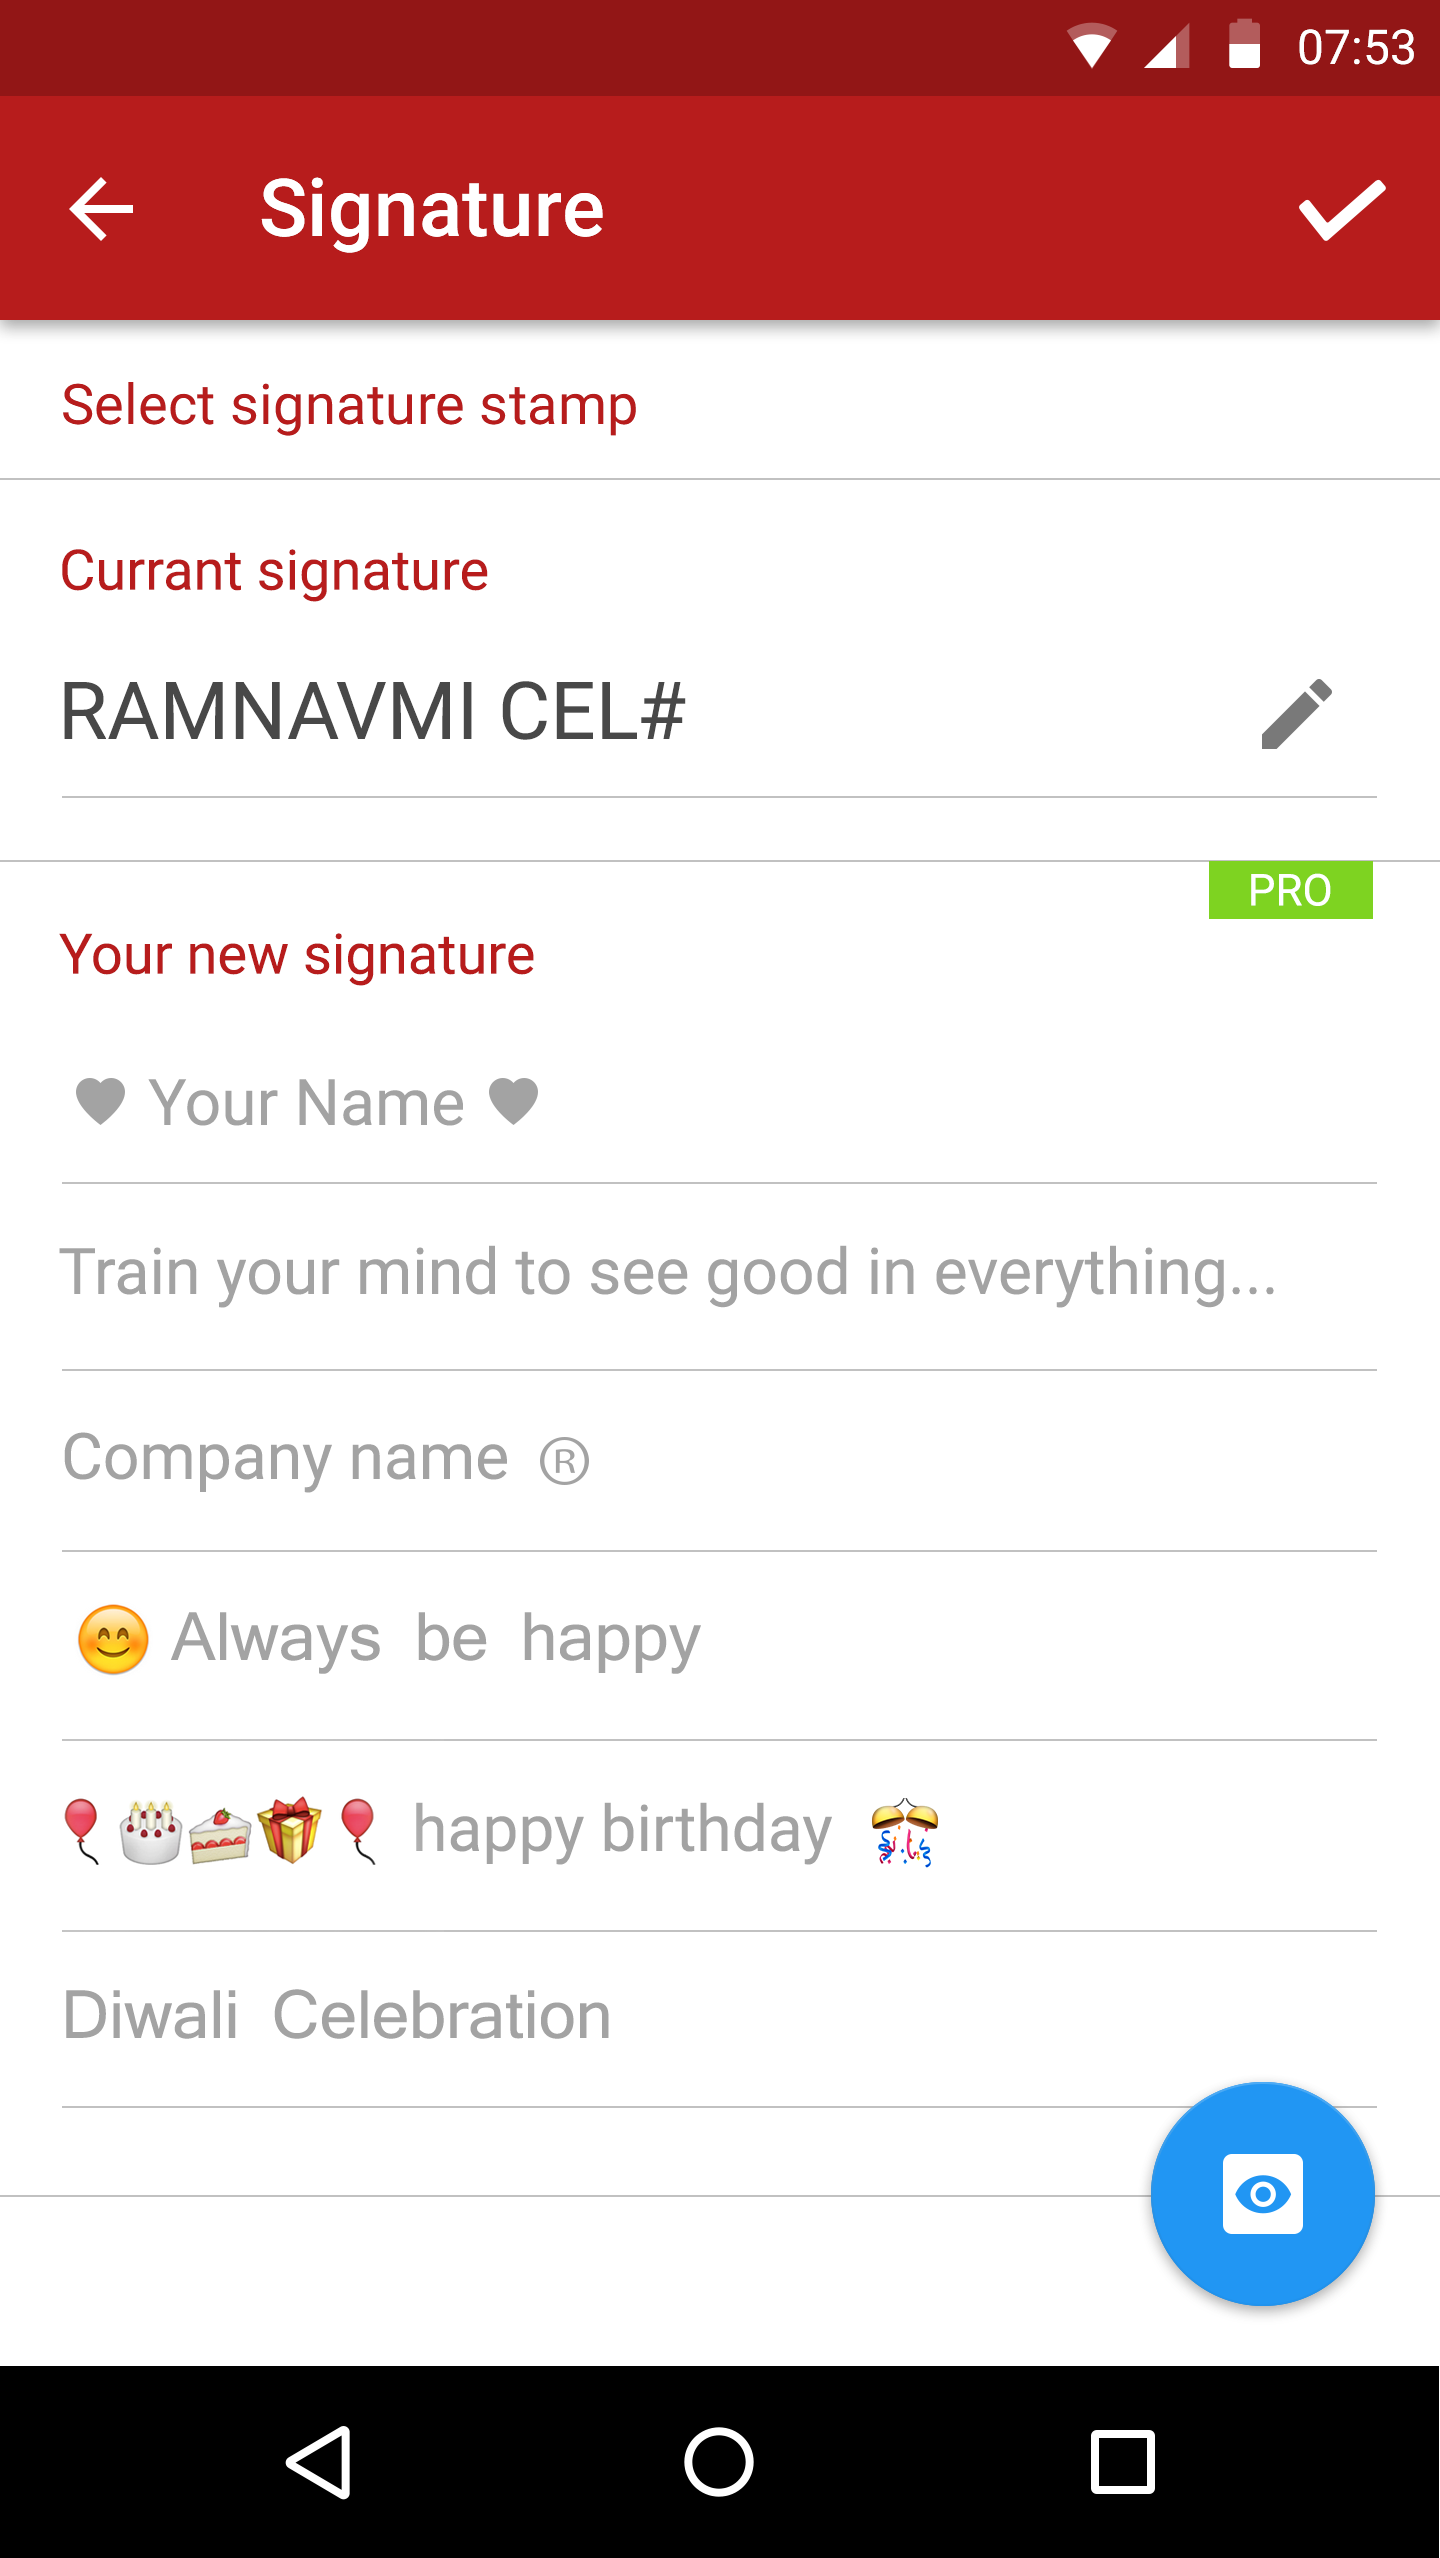 07:53
Signature
Select signature stamp
Currant signature
RAMNAVMI CEL#
PRO
Your new signature
♥ Your Name ♥
Train your mind to see good in everything...
Company name ®
😊 Always be happy
🎈🎂🍰🎁🎈 happy birthday 🎊
Diwali Celebration